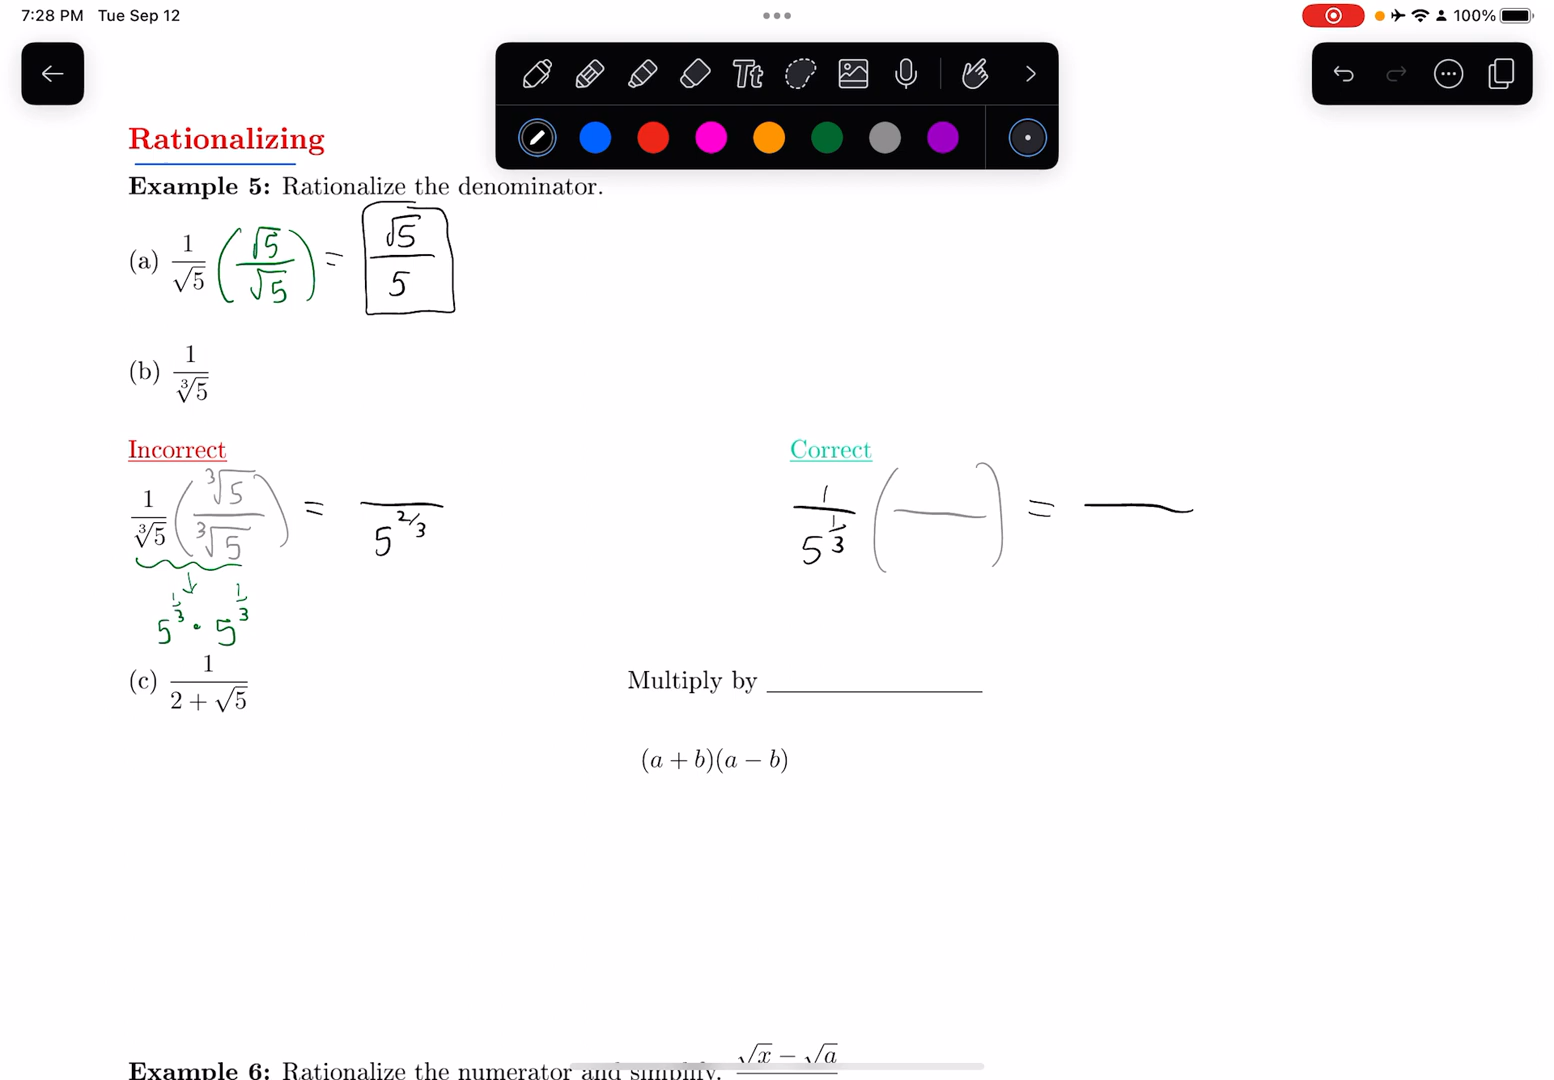 7:28 PM Tue Sep 12
100%
Tt
Rationalizing
Example 5: Rationalize the denominator.
(a) 1/√5 (√5/√5) = √5/5
(b) 1/∛5
Incorrect
Correct
1/∛5 (∛5/∛5) = /5^(2/3)
1/5^(1/3) ( ) =
5^(1/3) · 5^(1/3)
(c) 1/(2 + √5)
Multiply by
(a + b)(a − b)
Example 6: Rationalize the numerator and simplify. √x − √a